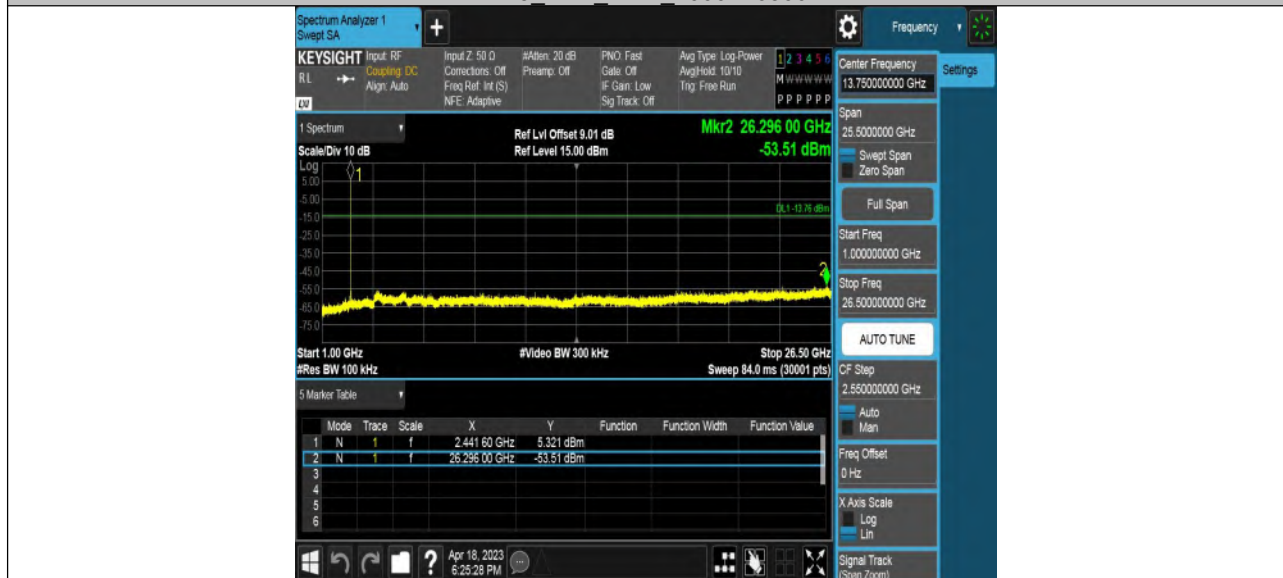 Spectrum Analyzer 1
Swept SA
Frequency
KEYSIGHT
Input: RF
Input Z: 50 Ω
#Atten: 20 dB
PNO: Fast
Avg Type: Log-Power
1 2 3 4 5 6
RL
Coupling: DC
Corrections: Off
Preamp: Off
Gate: Off
Avg|Hold: 10/10
M W W W W W
Align: Auto
Freq Ref: Int (S)
IF Gain: Low
Trig: Free Run
LXI
NFE: Adaptive
Sig Track: Off
P P P P P P
Center Frequency
13.750000000 GHz
Settings
1 Spectrum
Ref Lvl Offset 9.01 dB
Mkr2 26.296 00 GHz
Scale/Div 10 dB
Ref Level 15.00 dBm
-53.51 dBm
Log
1
5.00
-5.00
DL1 -13.76 dBm
-15.0
-25.0
-35.0
-45.0
2
-55.0
-65.0
-75.0
Start 1.00 GHz
#Video BW 300 kHz
Stop 26.50 GHz
#Res BW 100 kHz
Sweep 84.0 ms (30001 pts)
Span
25.5000000 GHz
Swept Span
Zero Span
Full Span
Start Freq
1.000000000 GHz
Stop Freq
26.500000000 GHz
AUTO TUNE
CF Step
2.550000000 GHz
Auto
Man
Freq Offset
0 Hz
X Axis Scale
Log
Lin
Signal Track
(Span Zoom)
5 Marker Table
Mode Trace Scale X Y Function Function Width Function Value
1 N 1 f 2.441 60 GHz 5.321 dBm
2 N 1 f 26.296 00 GHz -53.51 dBm
3
4
5
6
?
Apr 18, 2023
6:25:28 PM